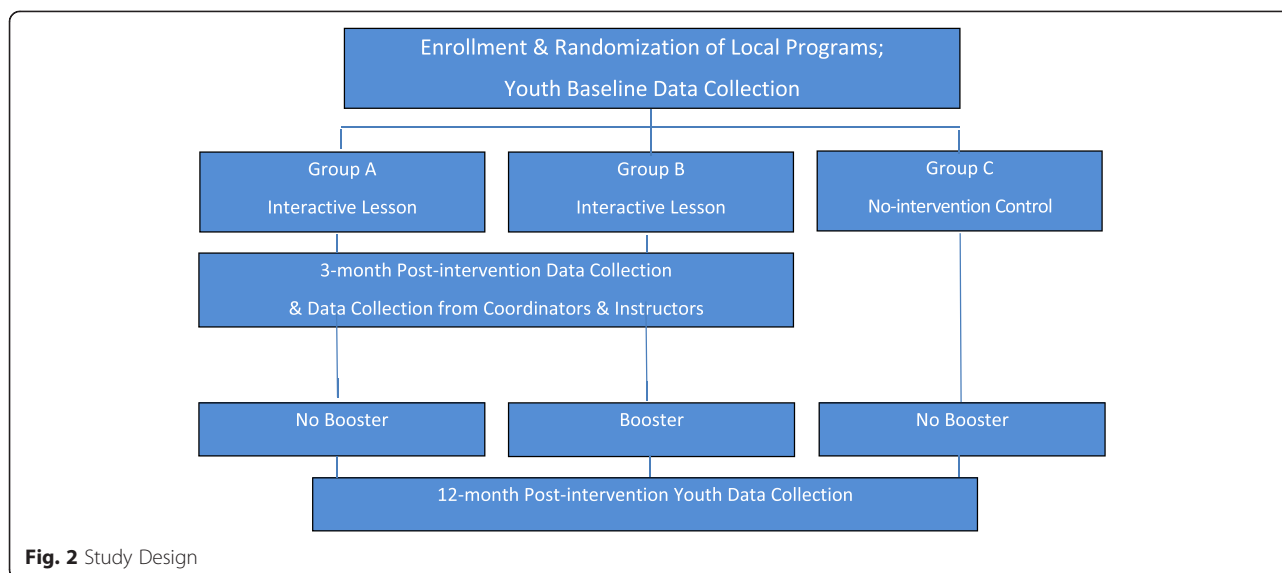 Enrollment & Randomization of Local Programs;
Youth Baseline Data Collection
Group A
Interactive Lesson
Group B
Interactive Lesson
Group C
No-intervention Control
3-month Post-intervention Data Collection
& Data Collection from Coordinators & Instructors
No Booster
Booster
No Booster
12-month Post-intervention Youth Data Collection
Fig. 2 Study Design